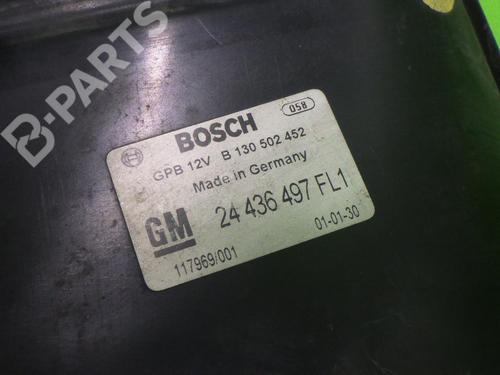 B-PARTS
058
BOSCH
GPB 12V B 130 502 452
Made in Germany
GM 24 436 497 FL1
117969/001 01-01-30